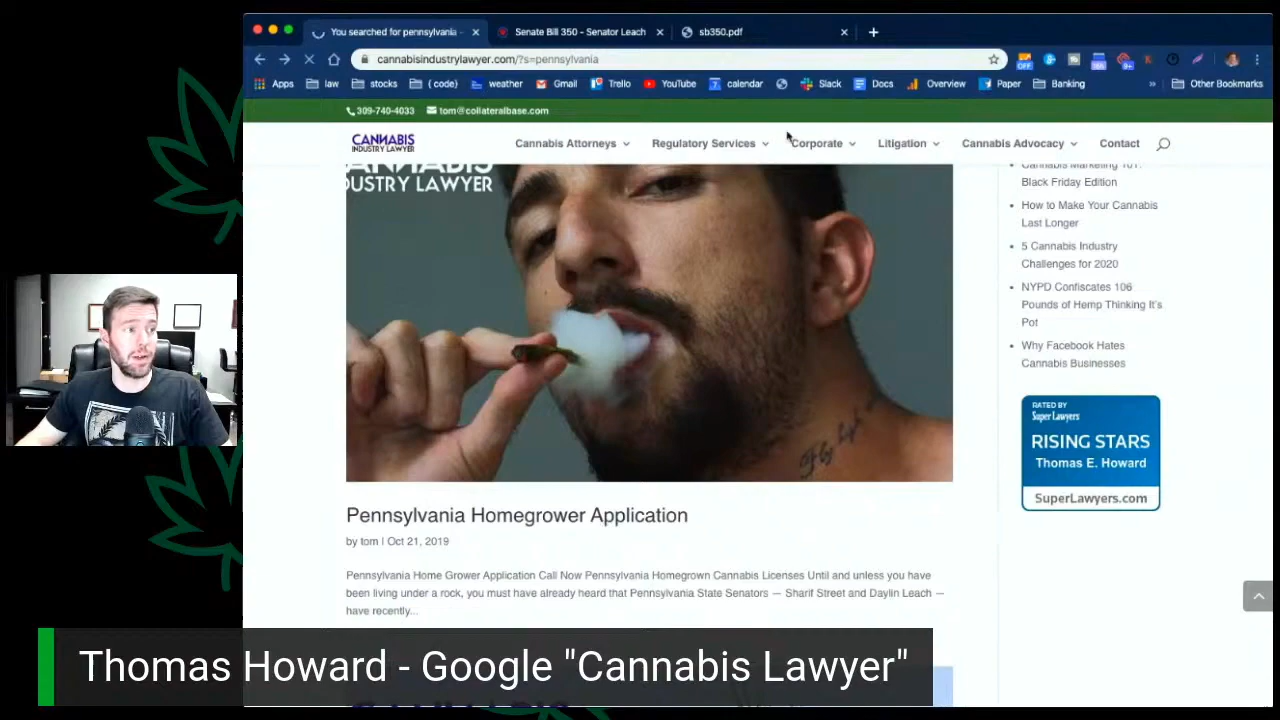 You searched for pennsylvania -
Senate Bill 350 - Senator Leach
sb350.pdf
cannabisindustrylawyer.com/?s=pennsylvania
Apps
law
stocks
{ code}
weather
Gmail
Trello
YouTube
calendar
Slack
Docs
Overview
Paper
Banking
»
Other Bookmarks
309-740-4033
tom@collateralbase.com
CANNABIS
INDUSTRY LAWYER
Cannabis Attorneys
Regulatory Services
Corporate
Litigation
Cannabis Advocacy
Contact
CANNABIS
DUSTRY LAWYER
Cannabis Marketing 101:
Black Friday Edition
How to Make Your Cannabis
Last Longer
5 Cannabis Industry
Challenges for 2020
NYPD Confiscates 106
Pounds of Hemp Thinking It's
Pot
Why Facebook Hates
Cannabis Businesses
RATED BY
Super Lawyers
RISING STARS
Thomas E. Howard
SuperLawyers.com
Pennsylvania Homegrower Application
by tom | Oct 21, 2019
Pennsylvania Home Grower Application Call Now Pennsylvania Homegrown Cannabis Licenses Until and unless you have
been living under a rock, you must have already heard that Pennsylvania State Senators — Sharif Street and Daylin Leach —
have recently...
Thomas Howard - Google "Cannabis Lawyer"